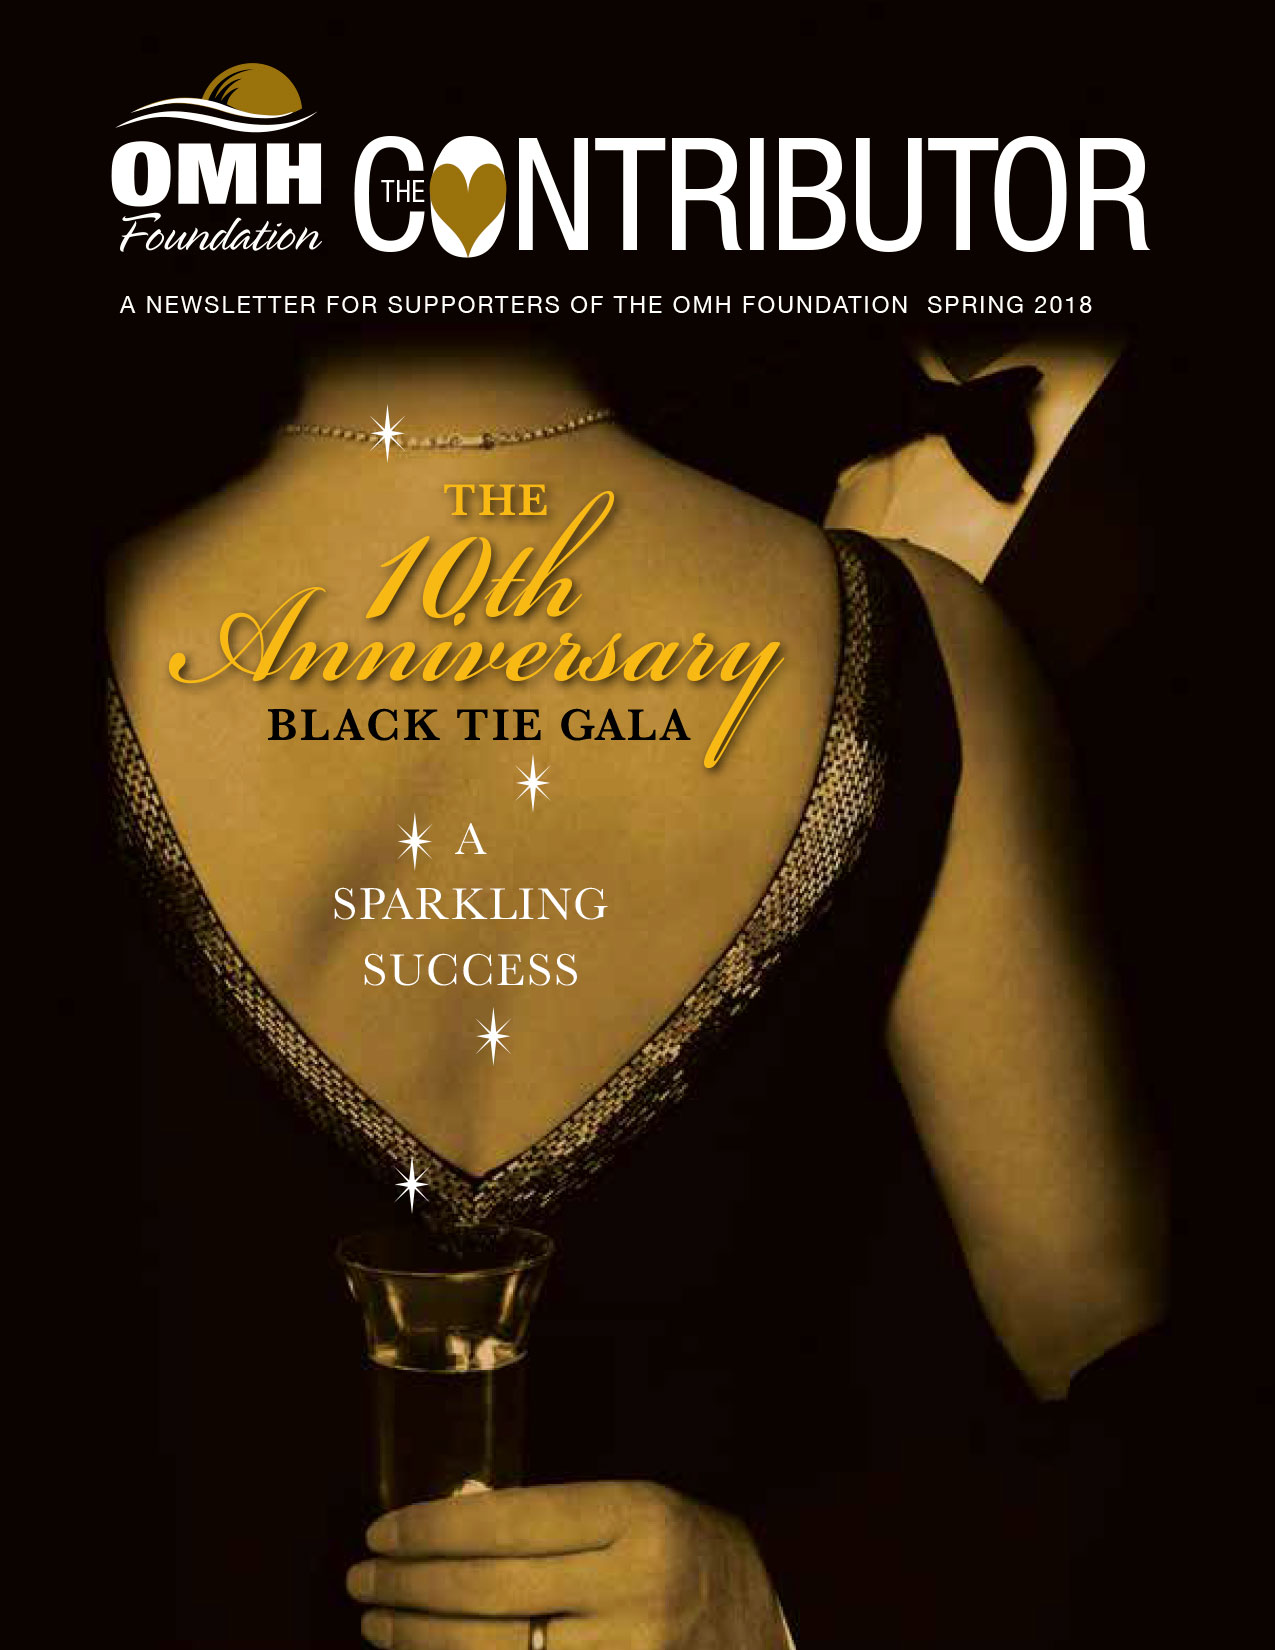 OMH
Foundation
THE CONTRIBUTOR
A NEWSLETTER FOR SUPPORTERS OF THE OMH FOUNDATION SPRING 2018
THE
10th
Anniversary
BLACK TIE GALA
A
SPARKLING
SUCCESS